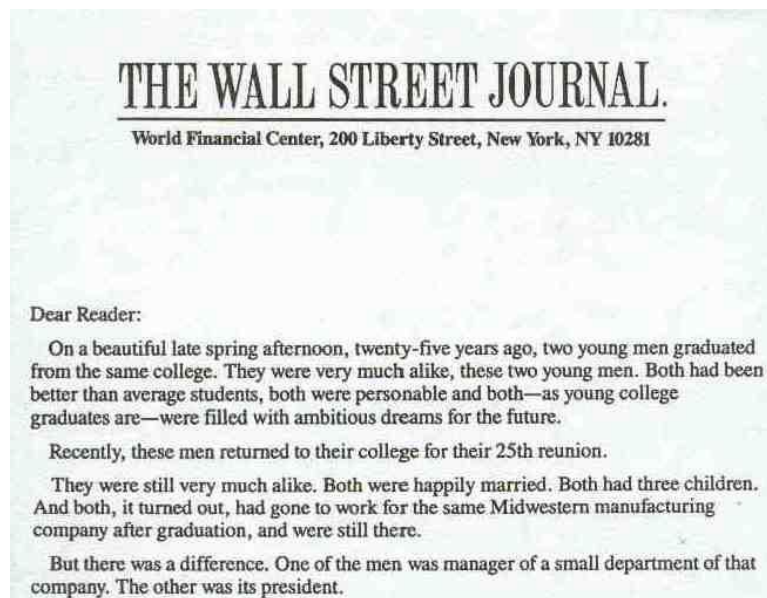 THE WALL STREET JOURNAL.
World Financial Center, 200 Liberty Street, New York, NY 10281
Dear Reader:
On a beautiful late spring afternoon, twenty-five years ago, two young men graduated
from the same college. They were very much alike, these two young men. Both had been
better than average students, both were personable and both—as young college
graduates are—were filled with ambitious dreams for the future.
Recently, these men returned to their college for their 25th reunion.
They were still very much alike. Both were happily married. Both had three children.
And both, it turned out, had gone to work for the same Midwestern manufacturing
company after graduation, and were still there.
But there was a difference. One of the men was manager of a small department of that
company. The other was its president.